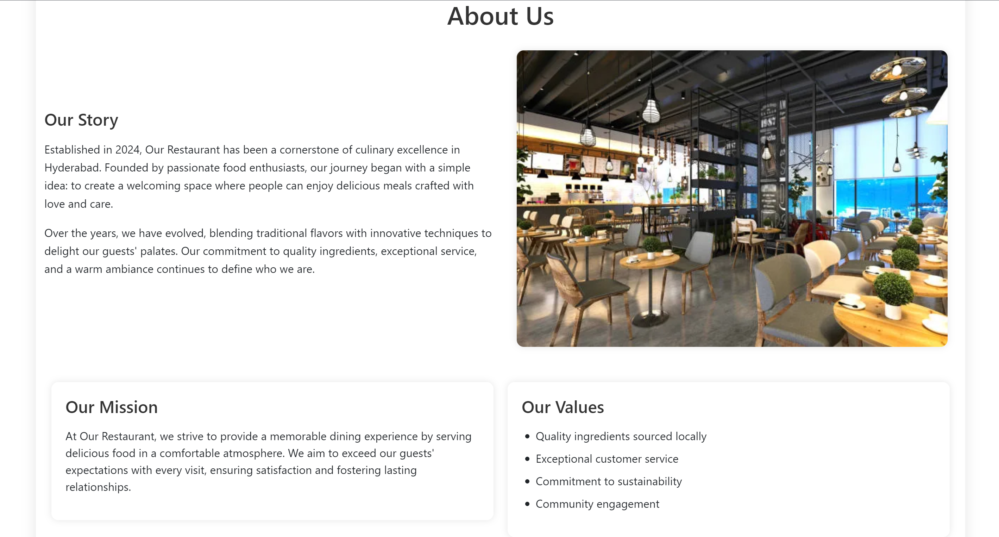 About Us
Our Story
Established in 2024, Our Restaurant has been a cornerstone of culinary excellence in
Hyderabad. Founded by passionate food enthusiasts, our journey began with a simple
idea: to create a welcoming space where people can enjoy delicious meals crafted with
love and care.
Over the years, we have evolved, blending traditional flavors with innovative techniques to
delight our guests' palates. Our commitment to quality ingredients, exceptional service,
and a warm ambiance continues to define who we are.
1987
Our Mission
At Our Restaurant, we strive to provide a memorable dining experience by serving
delicious food in a comfortable atmosphere. We aim to exceed our guests'
expectations with every visit, ensuring satisfaction and fostering lasting
relationships.
Our Values
• Quality ingredients sourced locally
• Exceptional customer service
• Commitment to sustainability
• Community engagement